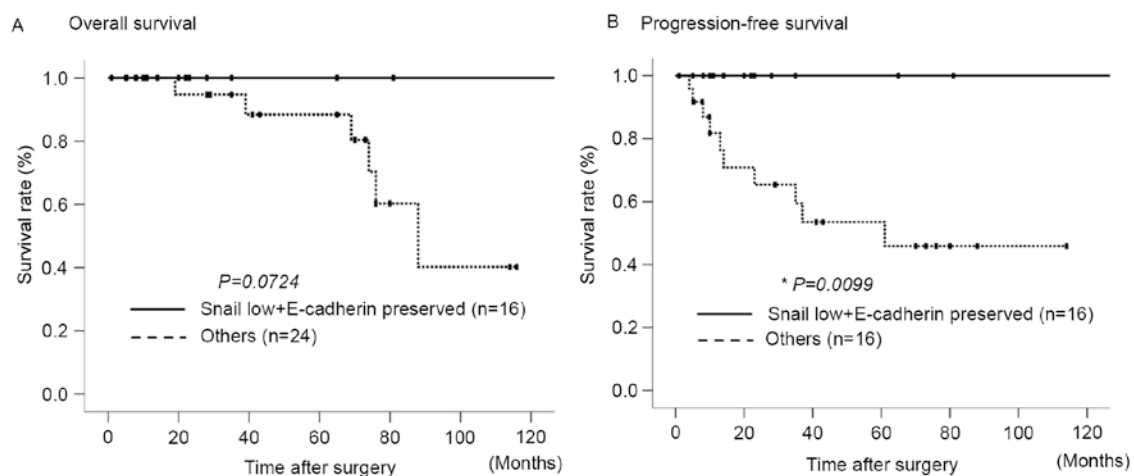 A Overall survival
1.0
0.8
0.6
0.4
0.2
0.0
Survival rate (%)
P=0.0724
Snail low+E-cadherin preserved (n=16)
Others (n=24)
0 20 40 60 80 100 120
Time after surgery (Months)
B Progression-free survival
1.0
0.8
0.6
0.4
0.2
0.0
Survival rate (%)
* P=0.0099
Snail low+E-cadherin preserved (n=16)
Others (n=16)
0 20 40 60 80 100 120
Time after surgery (Months)